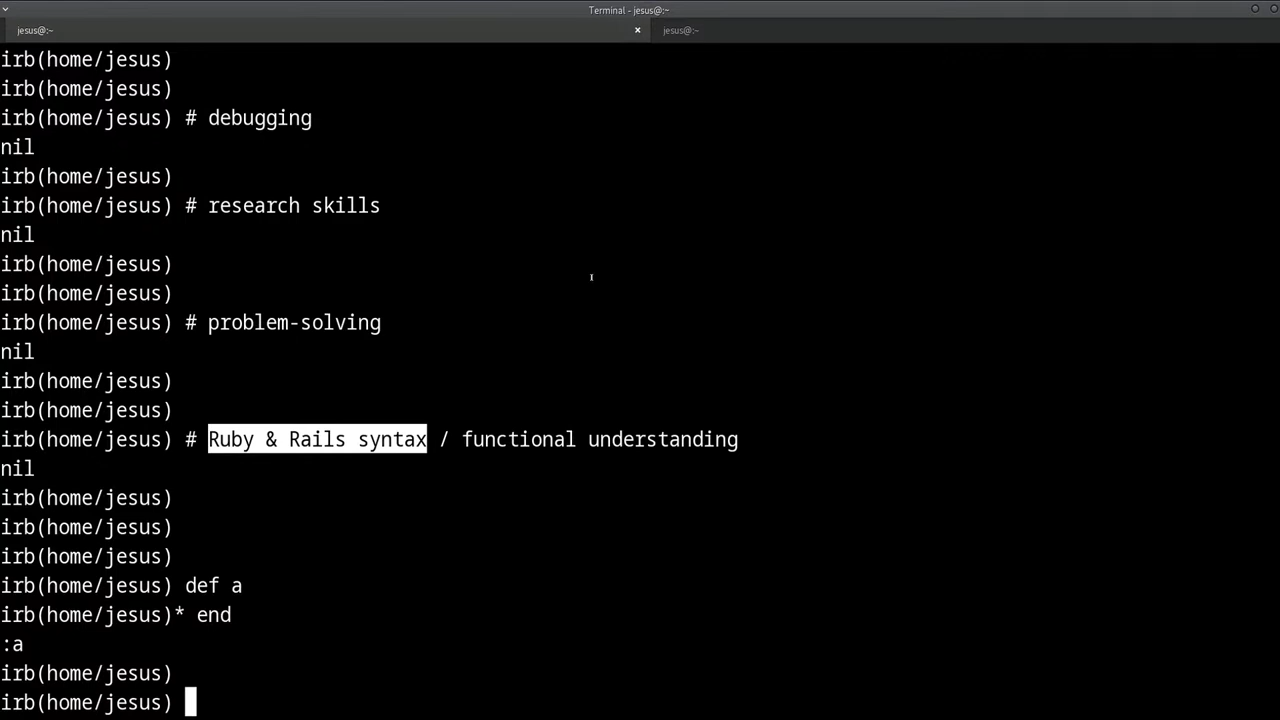 Terminal - jesus@:~
jesus@:~ × jesus@:~
irb(home/jesus)
irb(home/jesus)
irb(home/jesus) # debugging
nil
irb(home/jesus)
irb(home/jesus) # research skills
nil
irb(home/jesus)
irb(home/jesus)
irb(home/jesus) # problem-solving
nil
irb(home/jesus)
irb(home/jesus)
irb(home/jesus) # Ruby & Rails syntax / functional understanding
nil
irb(home/jesus)
irb(home/jesus)
irb(home/jesus)
irb(home/jesus) def a
irb(home/jesus)* end
:a
irb(home/jesus)
irb(home/jesus)